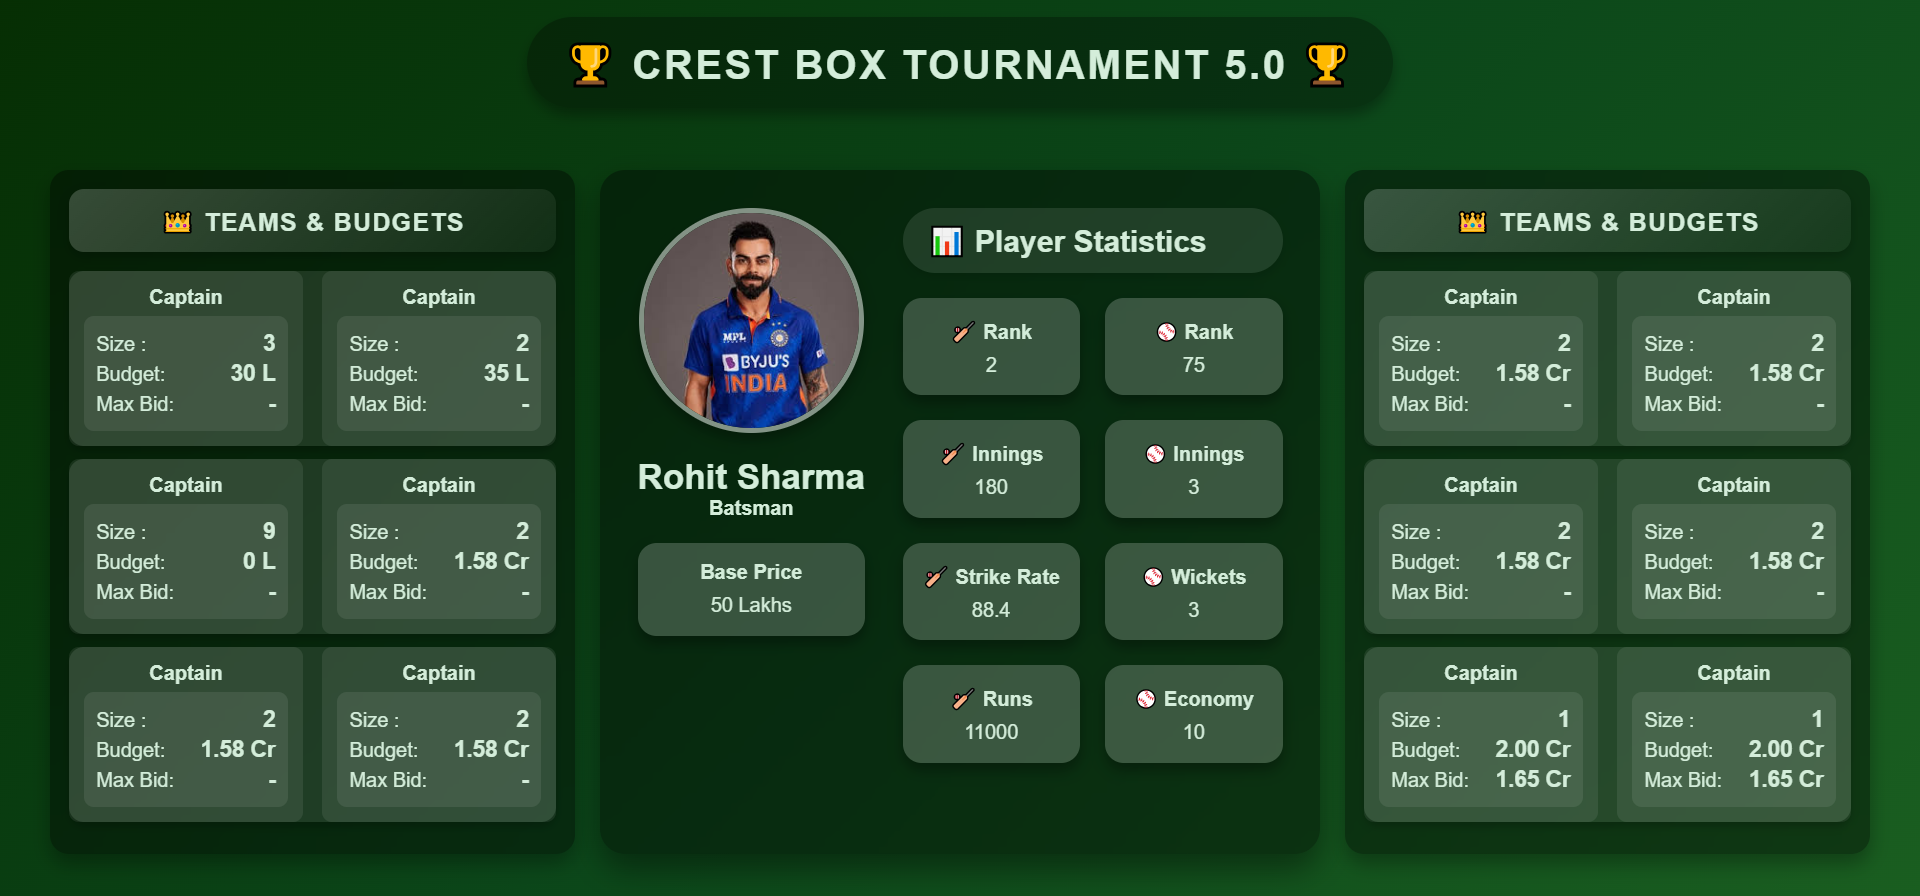 CREST BOX TOURNAMENT 5.0
TEAMS & BUDGETS
Captain
Size : 3
Budget: 30 L
Max Bid: -
Captain
Size : 2
Budget: 35 L
Max Bid: -
Captain
Size : 9
Budget: 0 L
Max Bid: -
Captain
Size : 2
Budget: 1.58 Cr
Max Bid: -
Captain
Size : 2
Budget: 1.58 Cr
Max Bid: -
Captain
Size : 2
Budget: 1.58 Cr
Max Bid: -
MPL
BYJU'S
INDIA
Rohit Sharma
Batsman
Base Price
50 Lakhs
Player Statistics
Rank
2
Rank
75
Innings
180
Innings
3
Strike Rate
88.4
Wickets
3
Runs
11000
Economy
10
TEAMS & BUDGETS
Captain
Size : 2
Budget: 1.58 Cr
Max Bid: -
Captain
Size : 2
Budget: 1.58 Cr
Max Bid: -
Captain
Size : 2
Budget: 1.58 Cr
Max Bid: -
Captain
Size : 2
Budget: 1.58 Cr
Max Bid: -
Captain
Size : 1
Budget: 2.00 Cr
Max Bid: 1.65 Cr
Captain
Size : 1
Budget: 2.00 Cr
Max Bid: 1.65 Cr